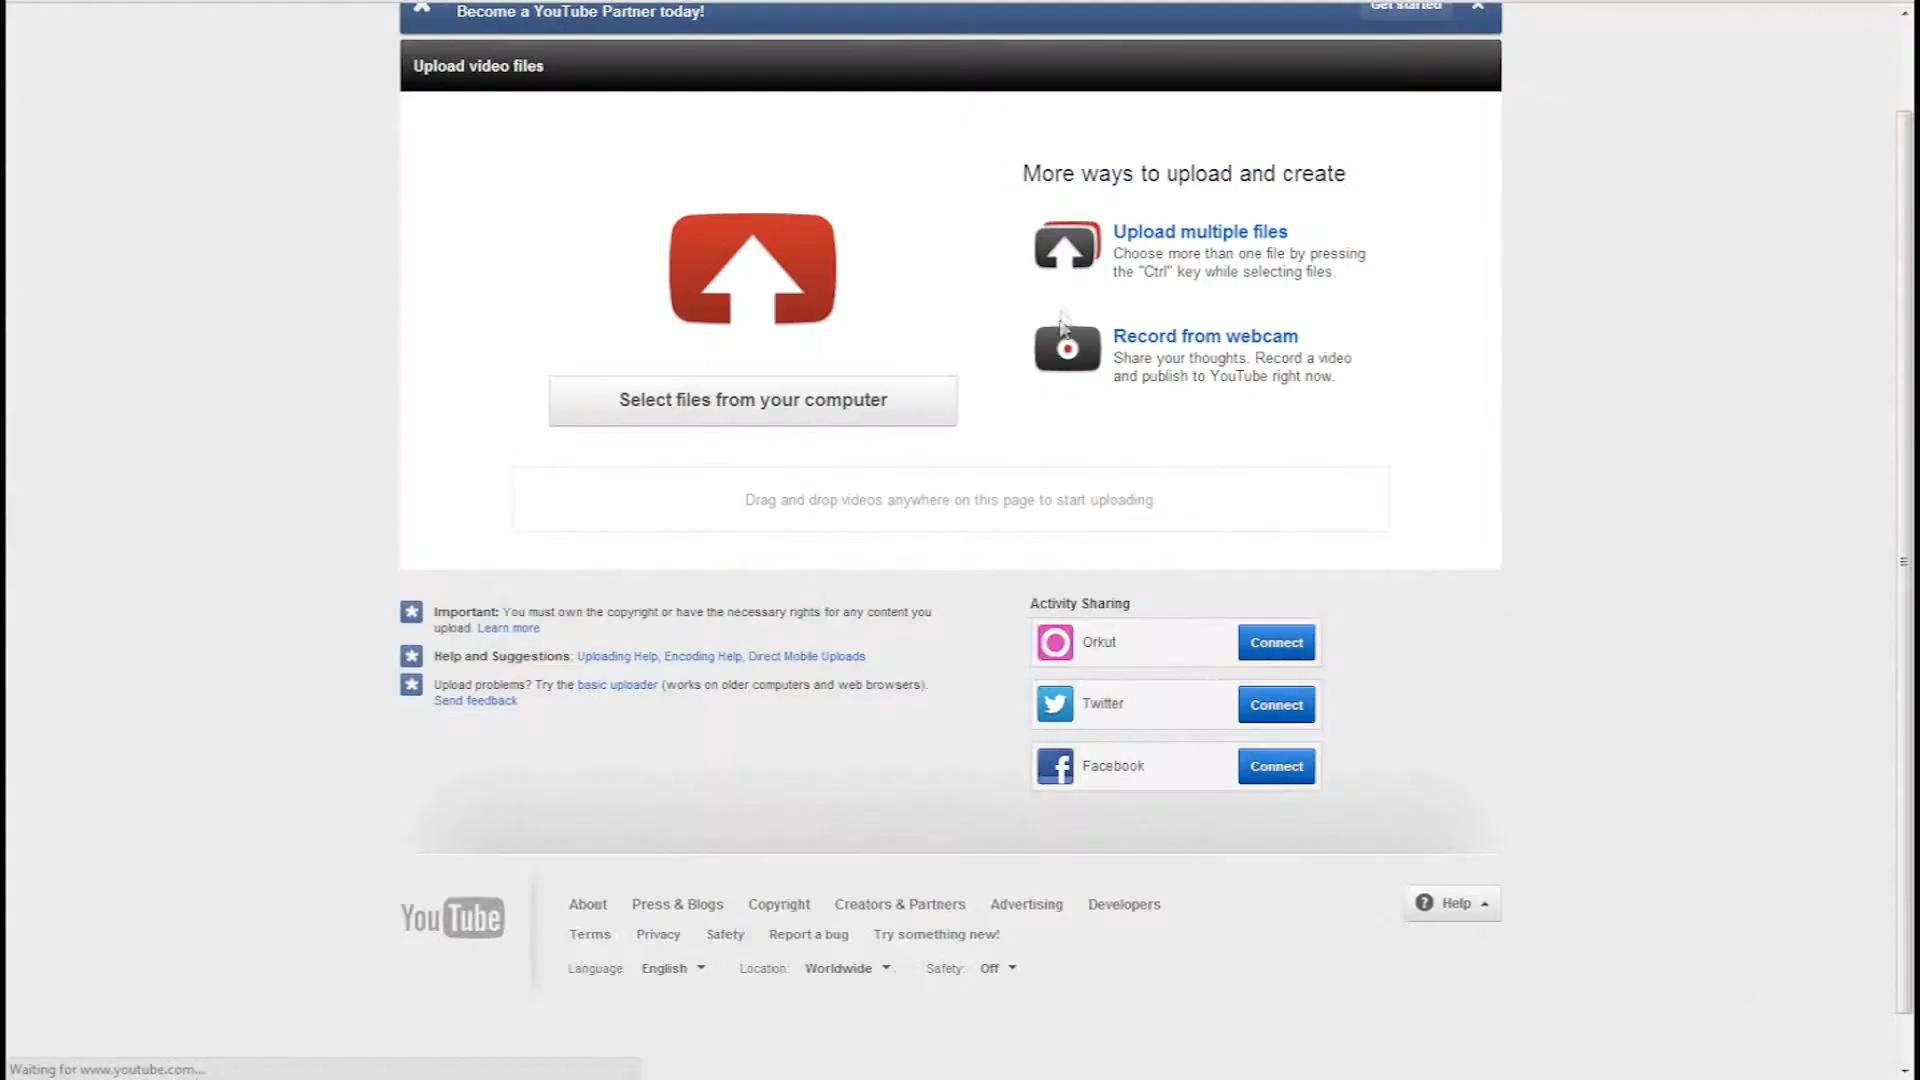 Become a YouTube Partner today!
Get started
Upload video files
More ways to upload and create
Upload multiple files
Choose more than one file by pressing
the "Ctrl" key while selecting files.
Record from webcam
Share your thoughts. Record a video
and publish to YouTube right now.
Select files from your computer
Drag and drop videos anywhere on this page to start uploading
Important: You must own the copyright or have the necessary rights for any content you
upload. Learn more
Help and Suggestions: Uploading Help, Encoding Help, Direct Mobile Uploads
Upload problems? Try the basic uploader (works on older computers and web browsers).
Send feedback
Activity Sharing
Orkut Connect
Twitter Connect
Facebook Connect
YouTube
About Press & Blogs Copyright Creators & Partners Advertising Developers
Terms Privacy Safety Report a bug Try something new!
Language English Location: Worldwide Safety: Off
Help
Waiting for www.youtube.com...